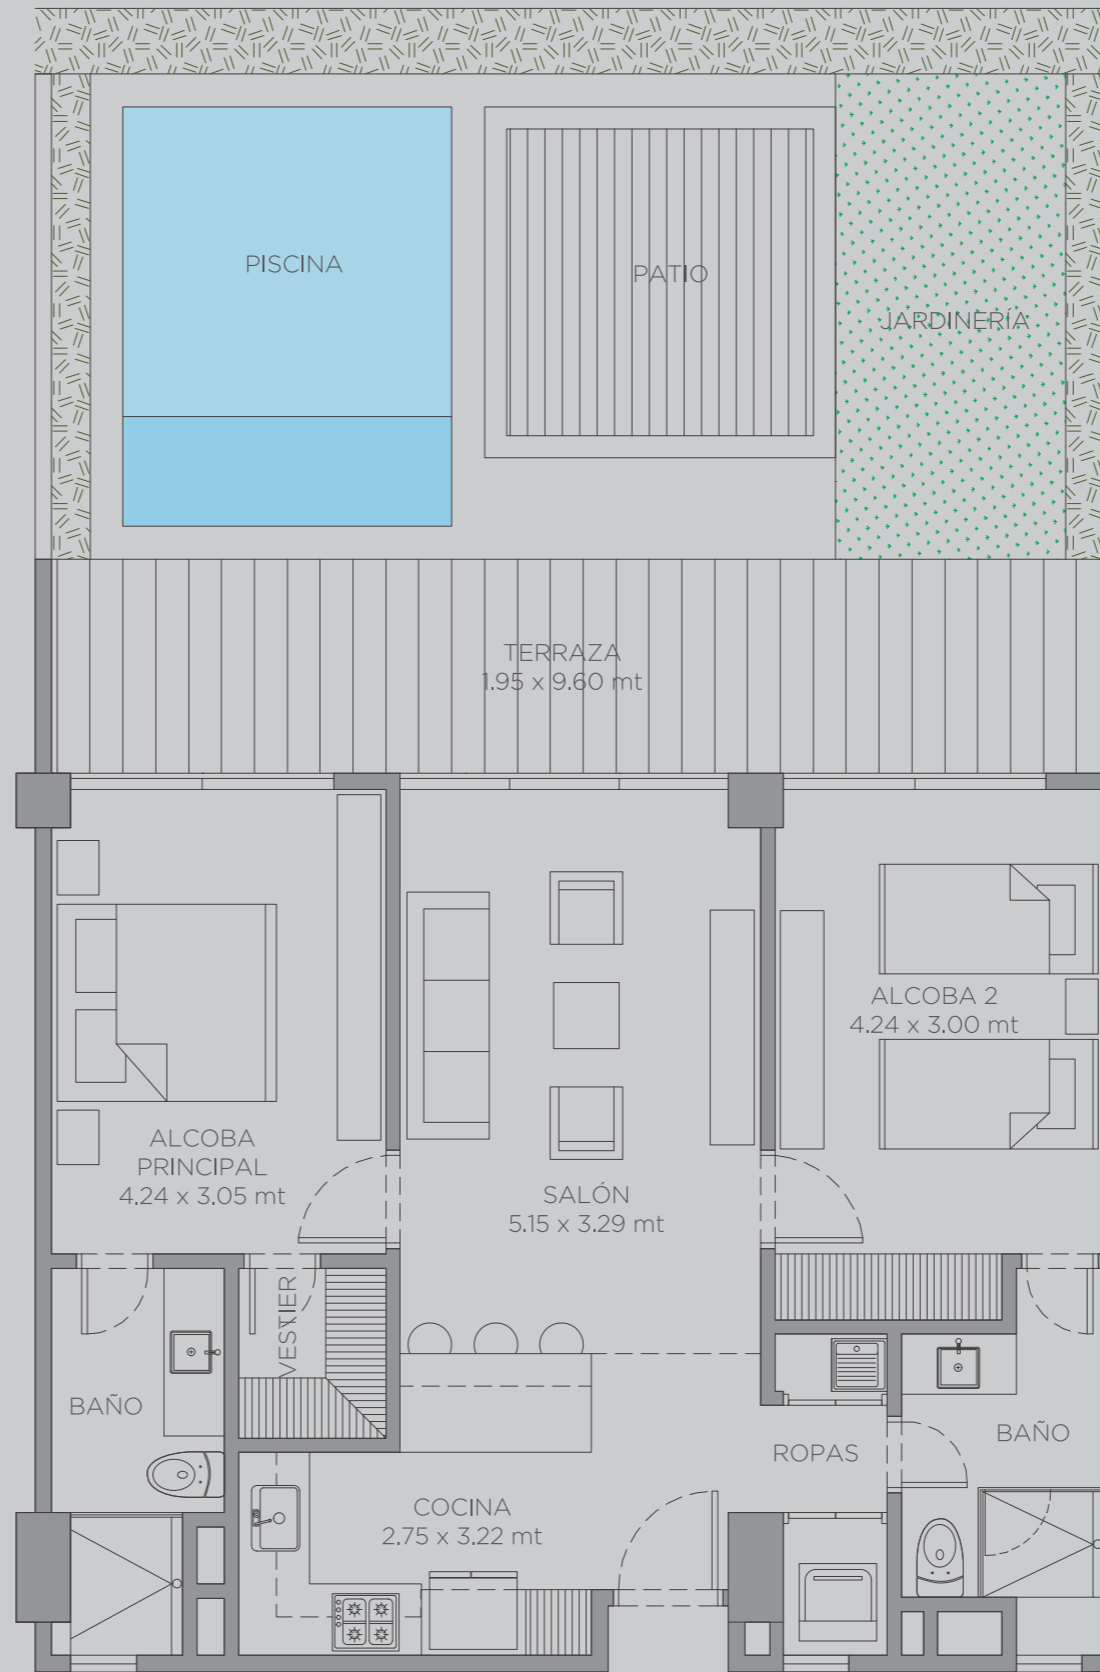 PISCINA
PATIO
JARDINERÍA
TERRAZA
1.95 x 9.60 mt
ALCOBA 2
4.24 x 3.00 mt
ALCOBA
PRINCIPAL
4.24 x 3.05 mt
SALÓN
5.15 x 3.29 mt
VESTIER
BAÑO
BAÑO
ROPAS
COCINA
2.75 x 3.22 mt